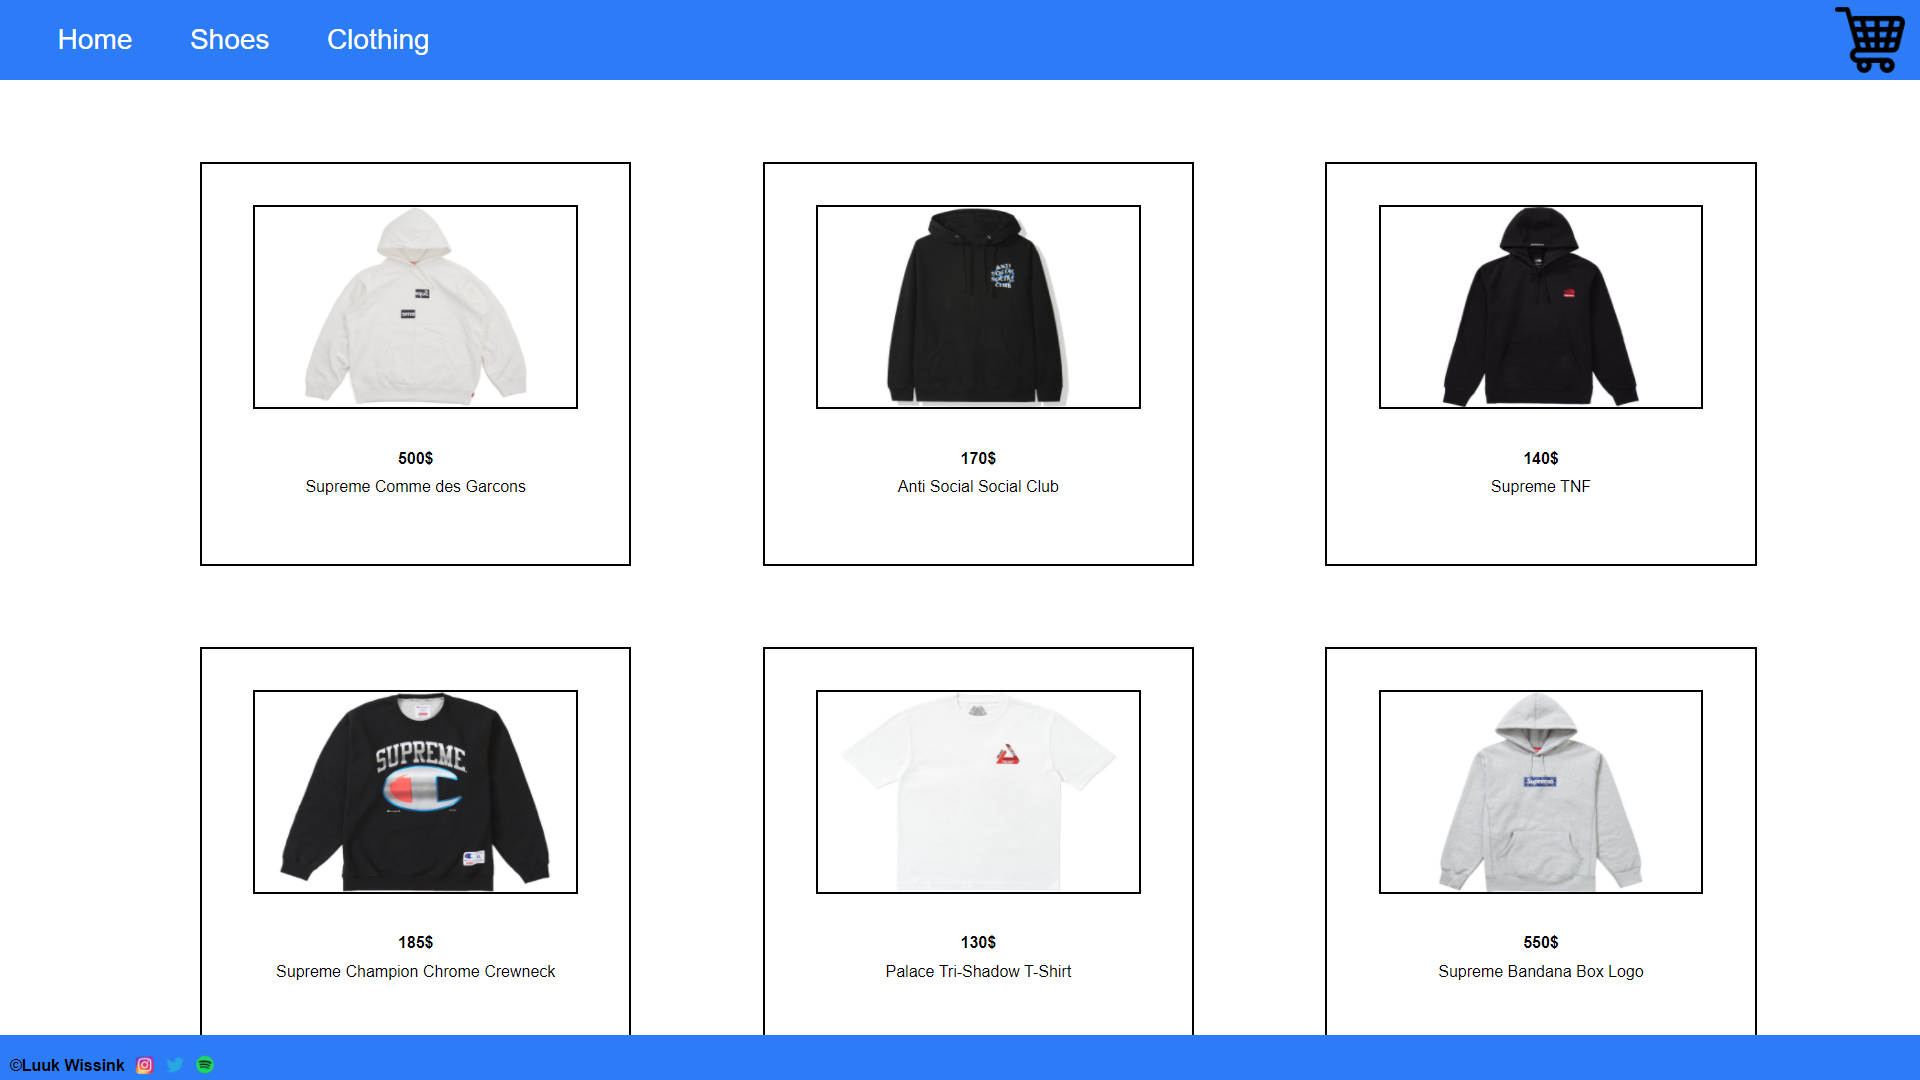 Home
Shoes
Clothing
ANTI
SOCIAL
SOCIAL
CLUB
500$
Supreme Comme des Garcons
170$
Anti Social Social Club
140$
Supreme TNF
SUPREME
Supreme
185$
Supreme Champion Chrome Crewneck
130$
Palace Tri-Shadow T-Shirt
550$
Supreme Bandana Box Logo
©Luuk Wissink